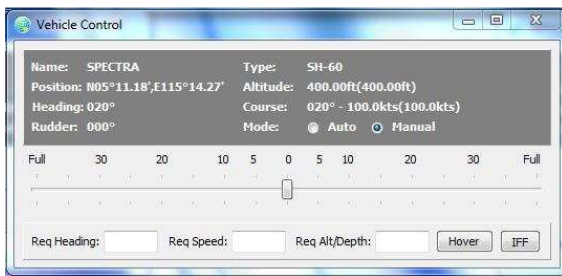 Vehicle Control
Name: SPECTRA Type: SH-60
Position: N05°11.18',E115°14.27' Altitude: 400.00ft(400.00ft)
Heading: 020° Course: 020° - 100.0kts(100.0kts)
Rudder: 000° Mode: Auto Manual
Full 30 20 10 5 0 5 10 20 30 Full
Req Heading: Req Speed: Req Alt/Depth: Hover IFF